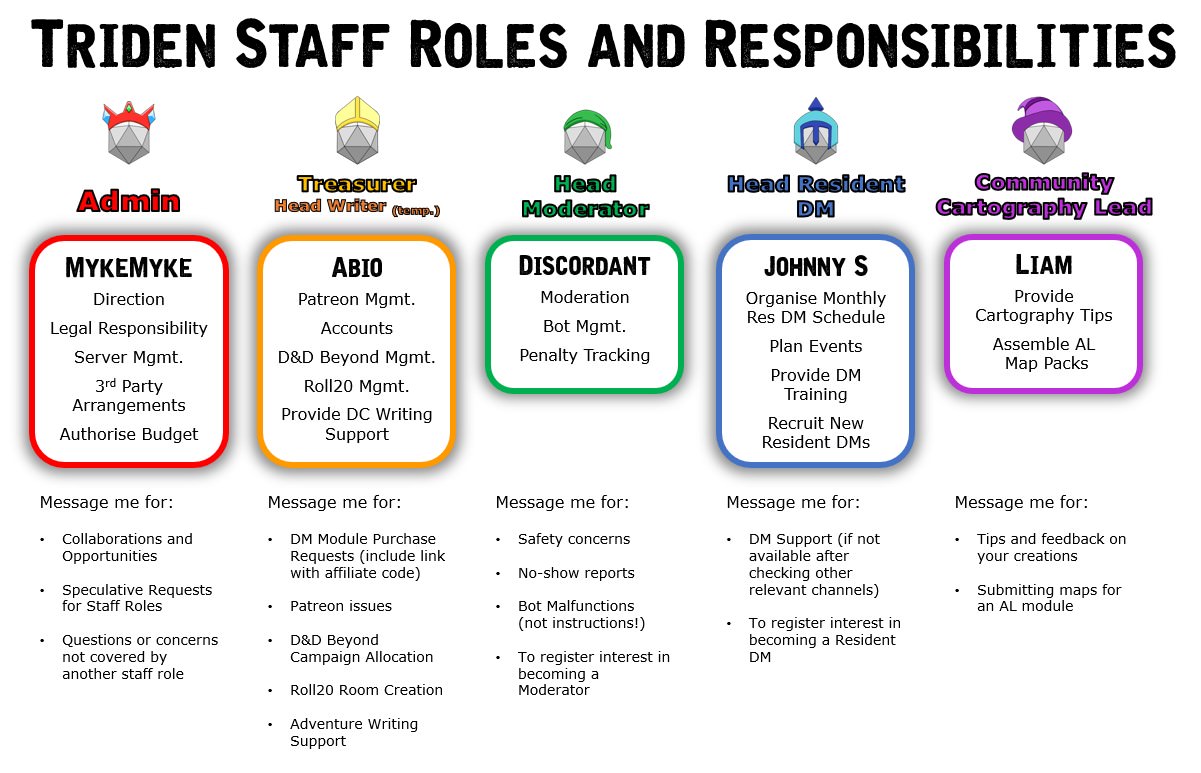 TRIDEN STAFF ROLES AND RESPONSIBILITIES
Admin
MYKEMYKE
Direction
Legal Responsibility
Server Mgmt.
3rd Party
Arrangements
Authorise Budget
Message me for:
• Collaborations and
Opportunities
• Speculative Requests
for Staff Roles
• Questions or concerns
not covered by
another staff role
Treasurer
Head Writer (temp.)
ABIO
Patreon Mgmt.
Accounts
D&D Beyond Mgmt.
Roll20 Mgmt.
Provide DC Writing
Support
Message me for:
• DM Module Purchase
Requests (include link
with affiliate code)
• Patreon issues
• D&D Beyond
Campaign Allocation
• Roll20 Room Creation
• Adventure Writing
Support
Head
Moderator
DISCORDANT
Moderation
Bot Mgmt.
Penalty Tracking
Message me for:
• Safety concerns
• No-show reports
• Bot Malfunctions
(not instructions!)
• To register interest in
becoming a
Moderator
Head Resident
DM
JOHNNY S
Organise Monthly
Res DM Schedule
Plan Events
Provide DM
Training
Recruit New
Resident DMs
Message me for:
• DM Support (if not
available after
checking other
relevant channels)
• To register interest in
becoming a Resident
DM
Community
Cartography Lead
LIAM
Provide
Cartography Tips
Assemble AL
Map Packs
Message me for:
• Tips and feedback on
your creations
• Submitting maps for
an AL module